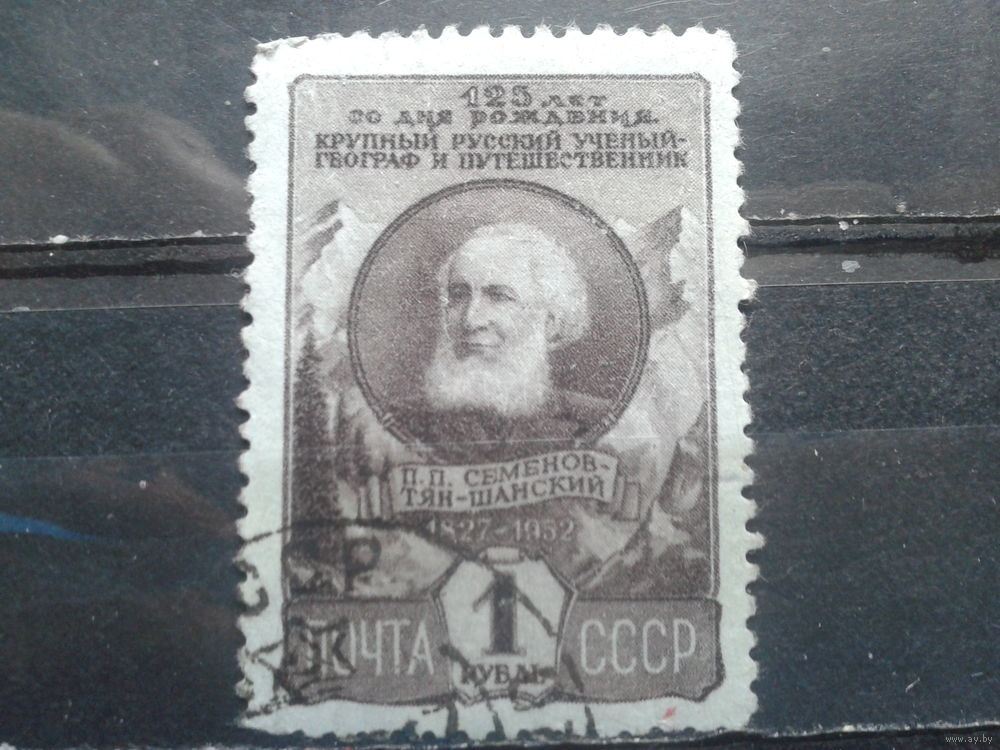 125 лет
со дня рождения.
КРУПНЫЙ РУССКИЙ УЧЕНЫЙ-
ГЕОГРАФ И ПУТЕШЕСТВЕННИК
П.П. СЕМЕНОВ-
ТЯН-ШАНСКИЙ
1827-1952
ПОЧТА 1 СССР
РУБЛЬ
www.ay.by